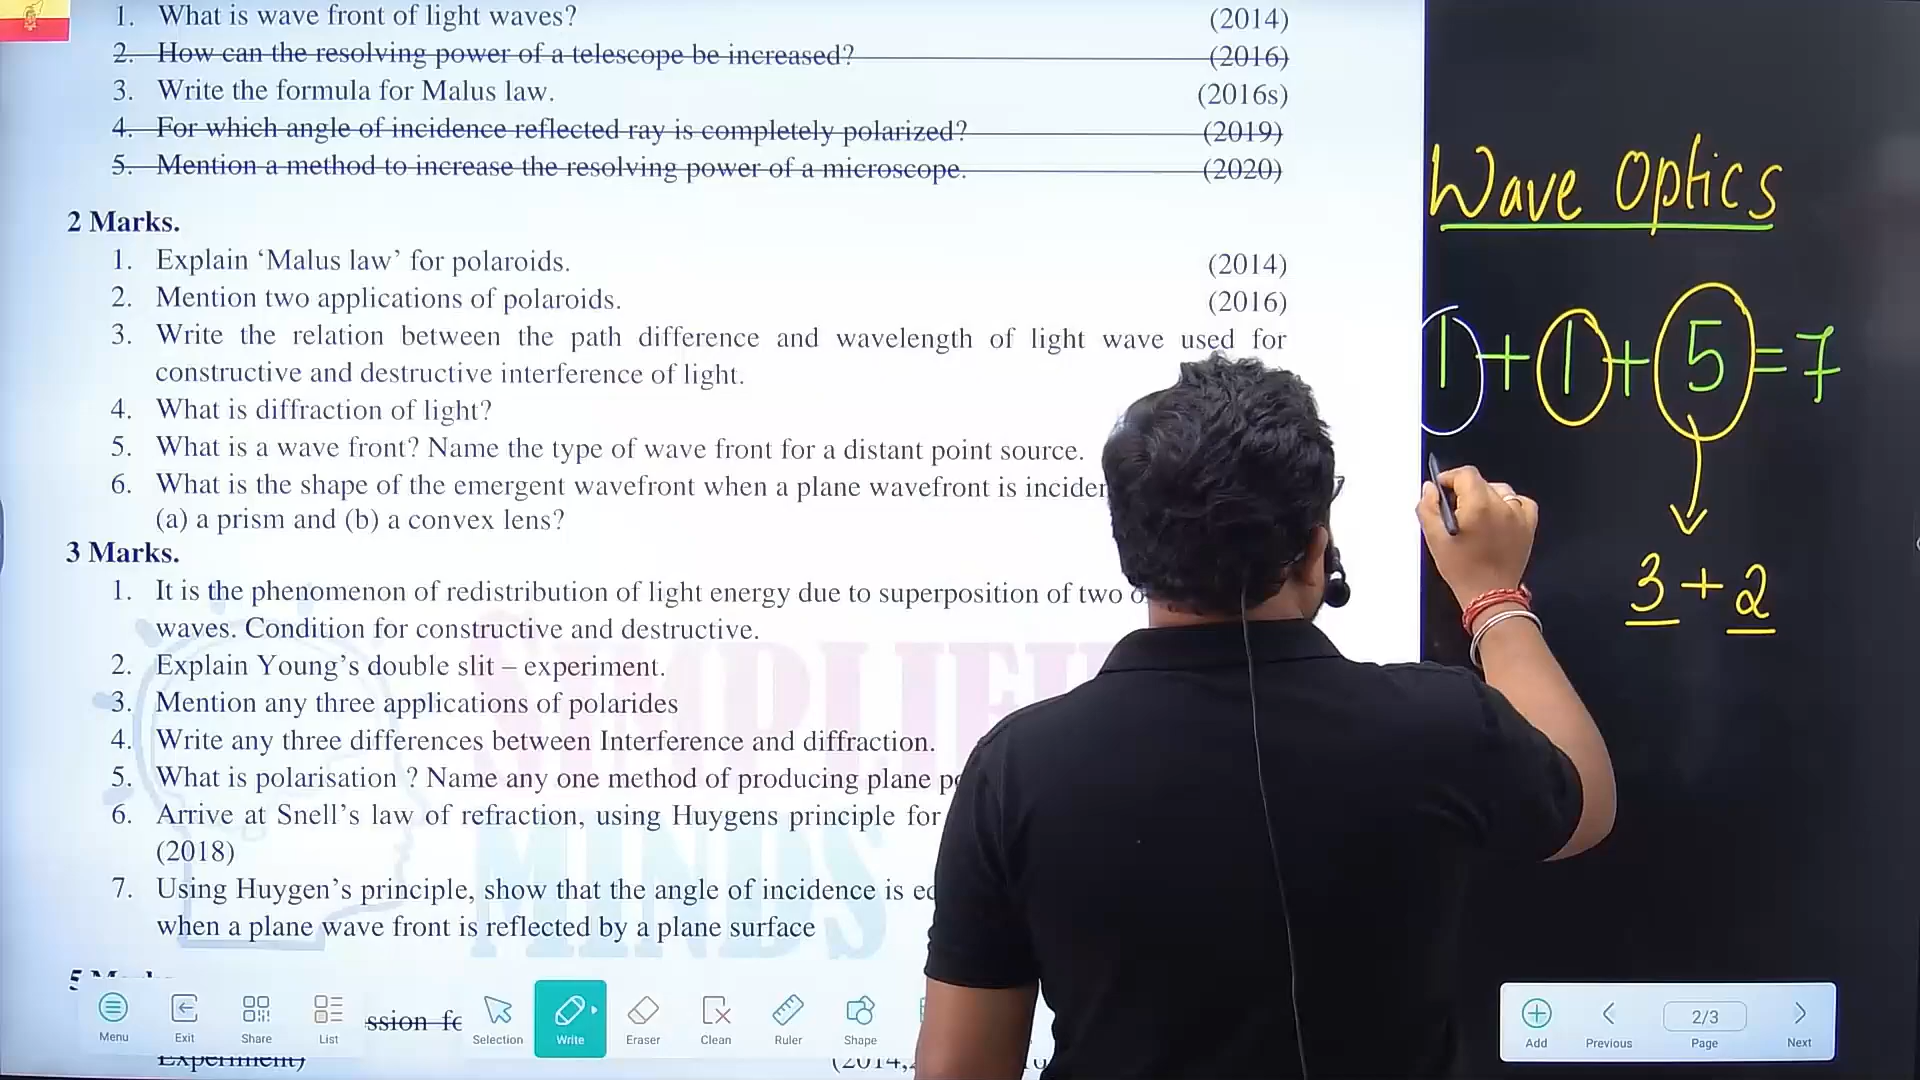 1. What is wave front of light waves? (2014)
2. How can the resolving power of a telescope be increased? (2016)
3. Write the formula for Malus law. (2016s)
4. For which angle of incidence reflected ray is completely polarized? (2019)
5. Mention a method to increase the resolving power of a microscope. (2020)
2 Marks.
1. Explain ‘Malus law’ for polaroids. (2014)
2. Mention two applications of polaroids. (2016)
3. Write the relation between the path difference and wavelength of light wave used for
constructive and destructive interference of light.
4. What is diffraction of light?
5. What is a wave front? Name the type of wave front for a distant point source.
6. What is the shape of the emergent wavefront when a plane wavefront is
(a) a prism and (b) a convex lens?
3 Marks.
1. It is the phenomenon of redistribution of light energy due to superposition of two
waves. Condition for constructive and destructive.
2. Explain Young’s double slit – experiment.
3. Mention any three applications of polarides
4. Write any three differences between Interference and diffraction.
5. What is polarisation ? Name any one method of producing plane
6. Arrive at Snell’s law of refraction, using Huygens principle for
(2018)
7. Using Huygen’s principle, show that the angle of incidence is
when a plane wave front is reflected by a plane surface
Experiment)
MINDS
Wave Optics
1+1+5=7
3+2
Menu Exit Share List Selection Write Eraser Clean Ruler Shape
Add Previous 2/3 Page Next